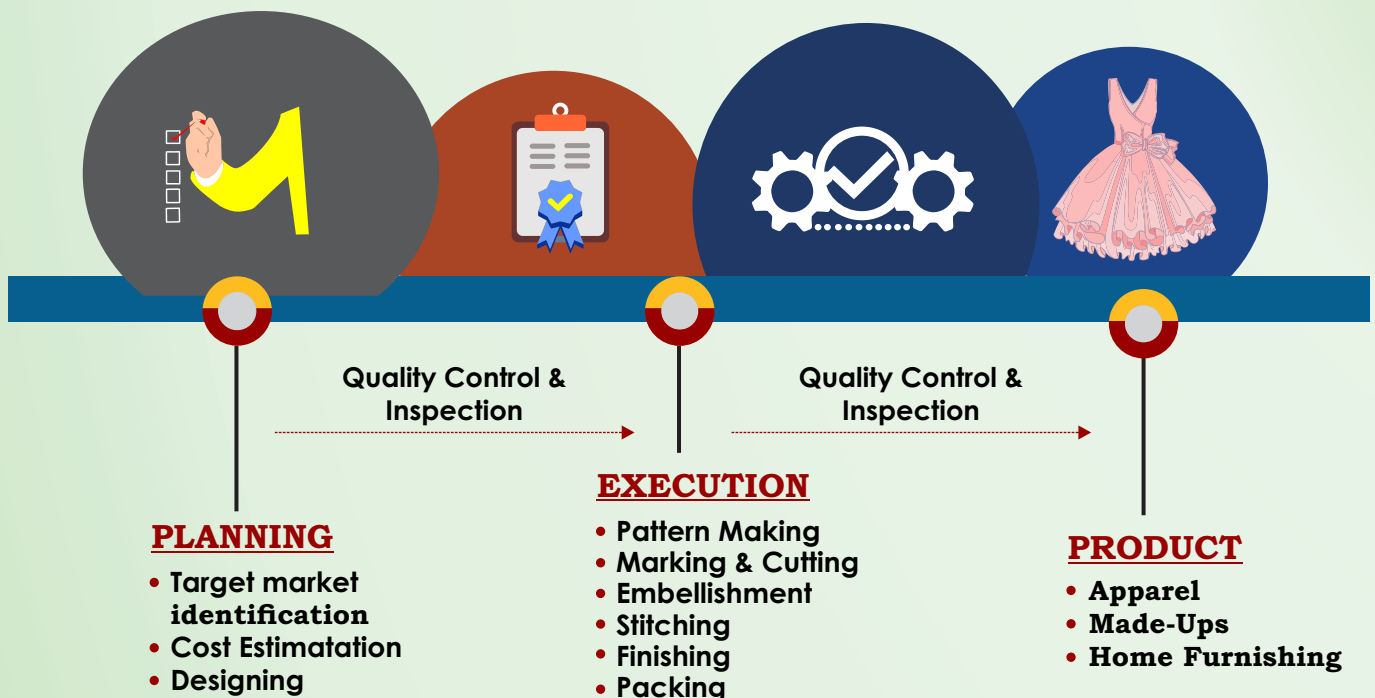 Quality Control &
Inspection
Quality Control &
Inspection
PLANNING
• Target market
identification
• Cost Estimatation
• Designing
EXECUTION
• Pattern Making
• Marking & Cutting
• Embellishment
• Stitching
• Finishing
• Packing
PRODUCT
• Apparel
• Made-Ups
• Home Furnishing